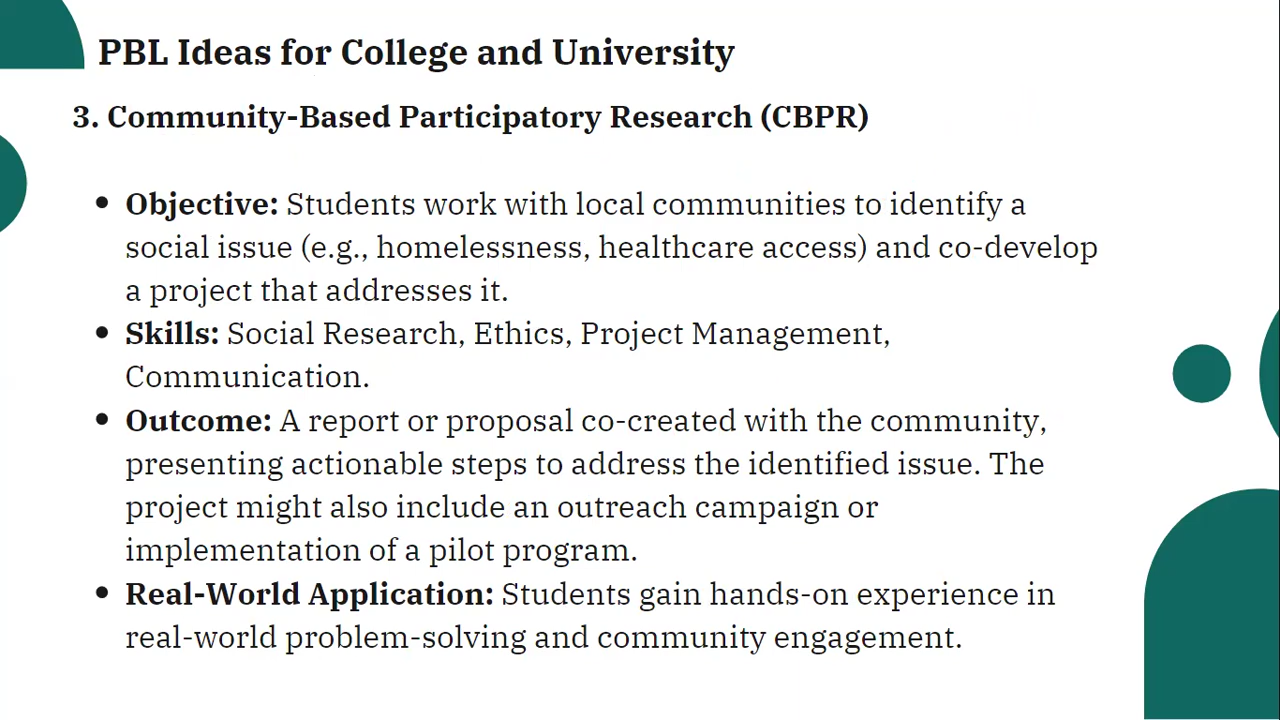 PBL Ideas for College and University
3. Community-Based Participatory Research (CBPR)
• Objective: Students work with local communities to identify a
social issue (e.g., homelessness, healthcare access) and co-develop
a project that addresses it.
• Skills: Social Research, Ethics, Project Management,
Communication.
• Outcome: A report or proposal co-created with the community,
presenting actionable steps to address the identified issue. The
project might also include an outreach campaign or
implementation of a pilot program.
• Real-World Application: Students gain hands-on experience in
real-world problem-solving and community engagement.